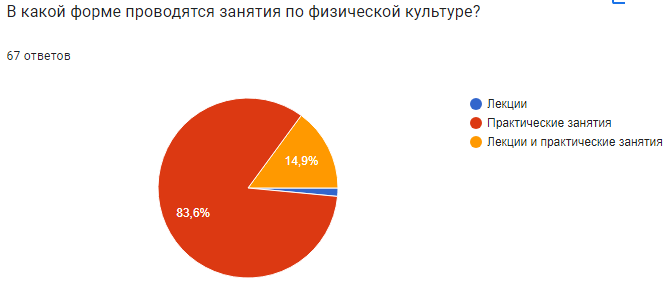 В какой форме проводятся занятия по физической культуре?
67 ответов
Лекции
Практические занятия
Лекции и практические занятия
14,9%
83,6%